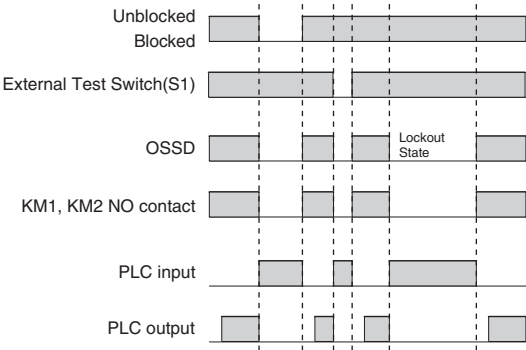 Unblocked
Blocked
External Test Switch(S1)
OSSD
Lockout
State
KM1, KM2 NO contact
PLC input
PLC output